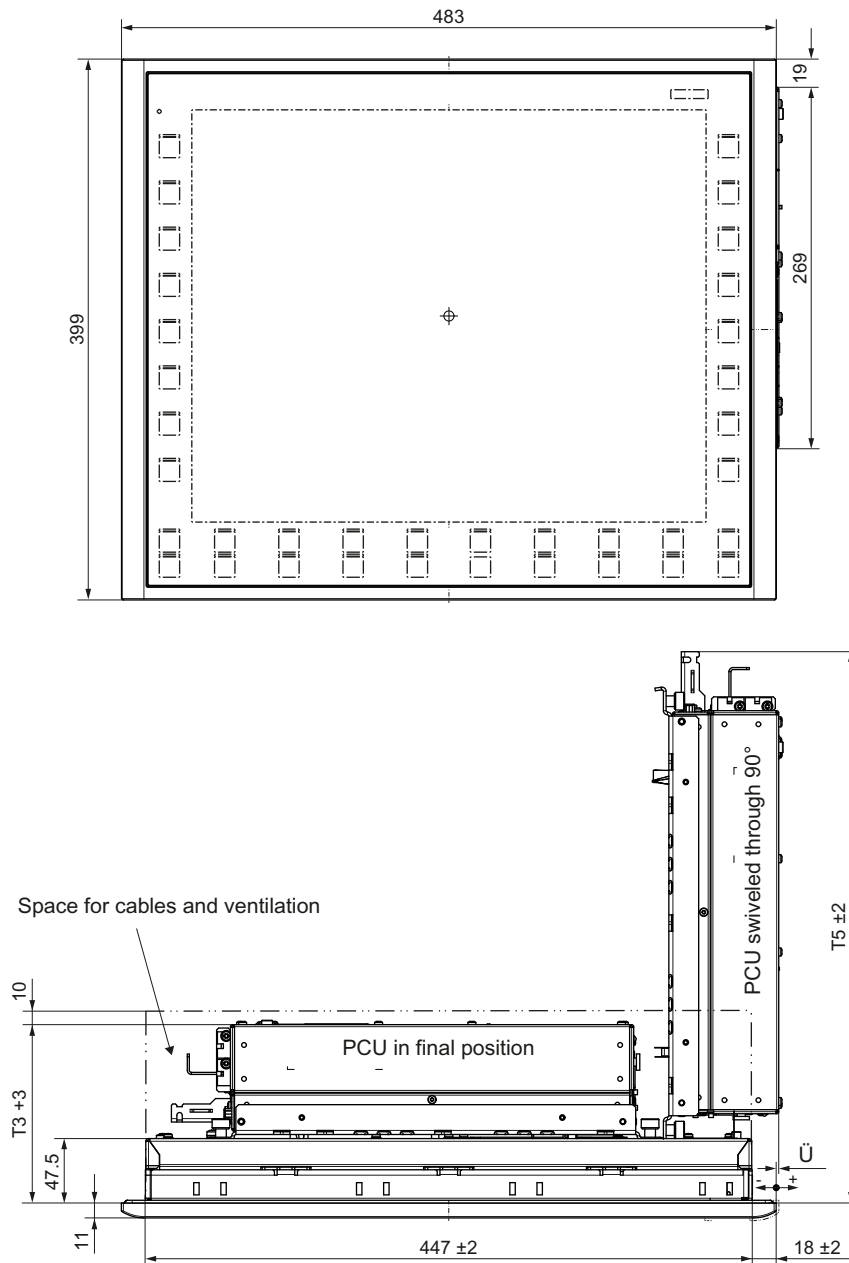 483
19
399
269
PCU swiveled through 90°
T5 ±2
Space for cables and ventilation
10
PCU in final position
T3 +3
47.5
Ü
- +
11
447 ±2
18 ±2